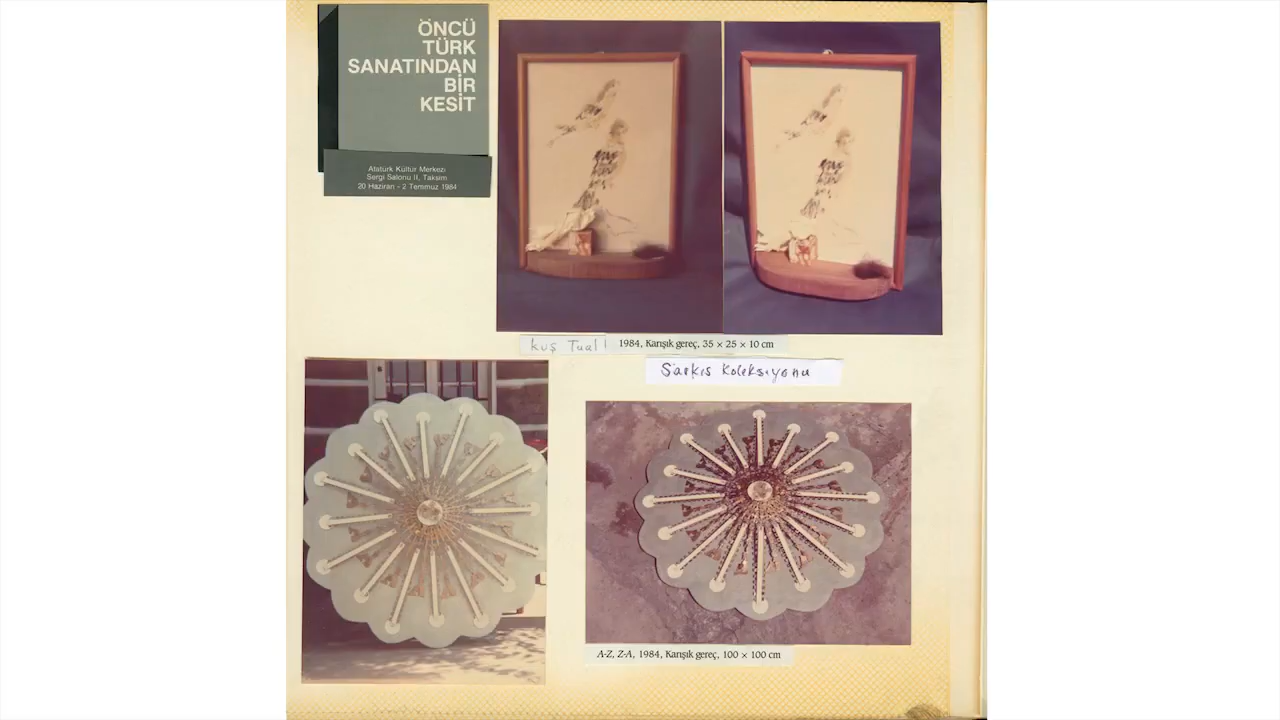 ÖNCÜ
TÜRK
SANATINDAN
BİR
KESİT
Atatürk Kültür Merkezi
Sergi Salonu II, Taksim
20 Haziran - 2 Temmuz 1984
Kuş Tuali 1984, Karışık gereç, 35 × 25 × 10 cm
Sarkis Koleksiyonu
A-Z, Z-A, 1984, Karışık gereç, 100 × 100 cm